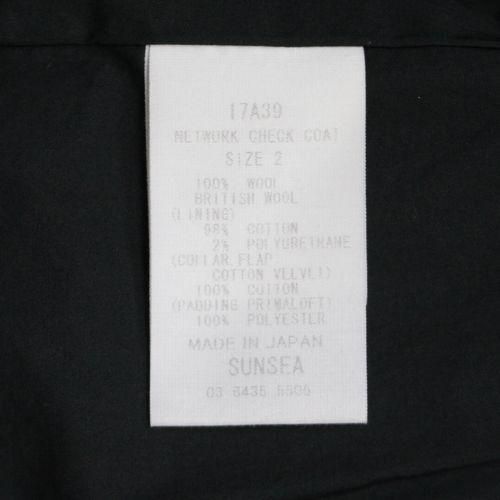 17A39
NETWORK CHECK COAT
SIZE 2
100% WOOL
BRITISH WOOL
(LINING)
98% COTTON
2% POLYURETHANE
(COLLAR.FLAP
COTTON VELVET)
100% COTTON
(PADDING PRIMALOFT)
100% POLYESTER
MADE IN JAPAN
SUNSEA
03 6435 5505